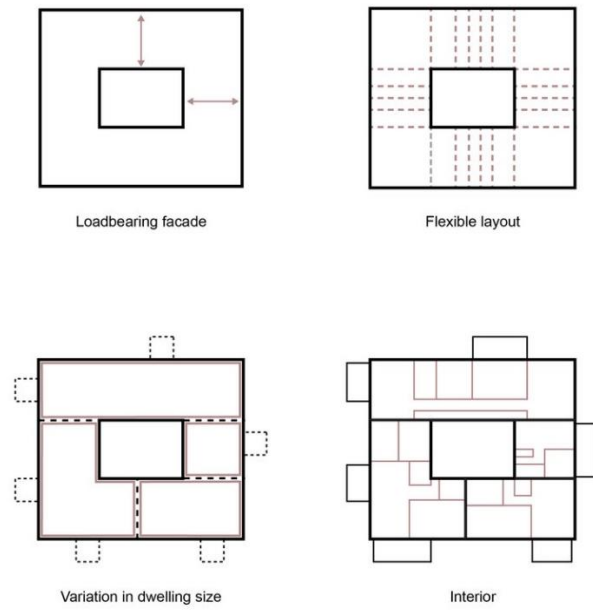 Loadbearing facade
Flexible layout
Variation in dwelling size
Interior